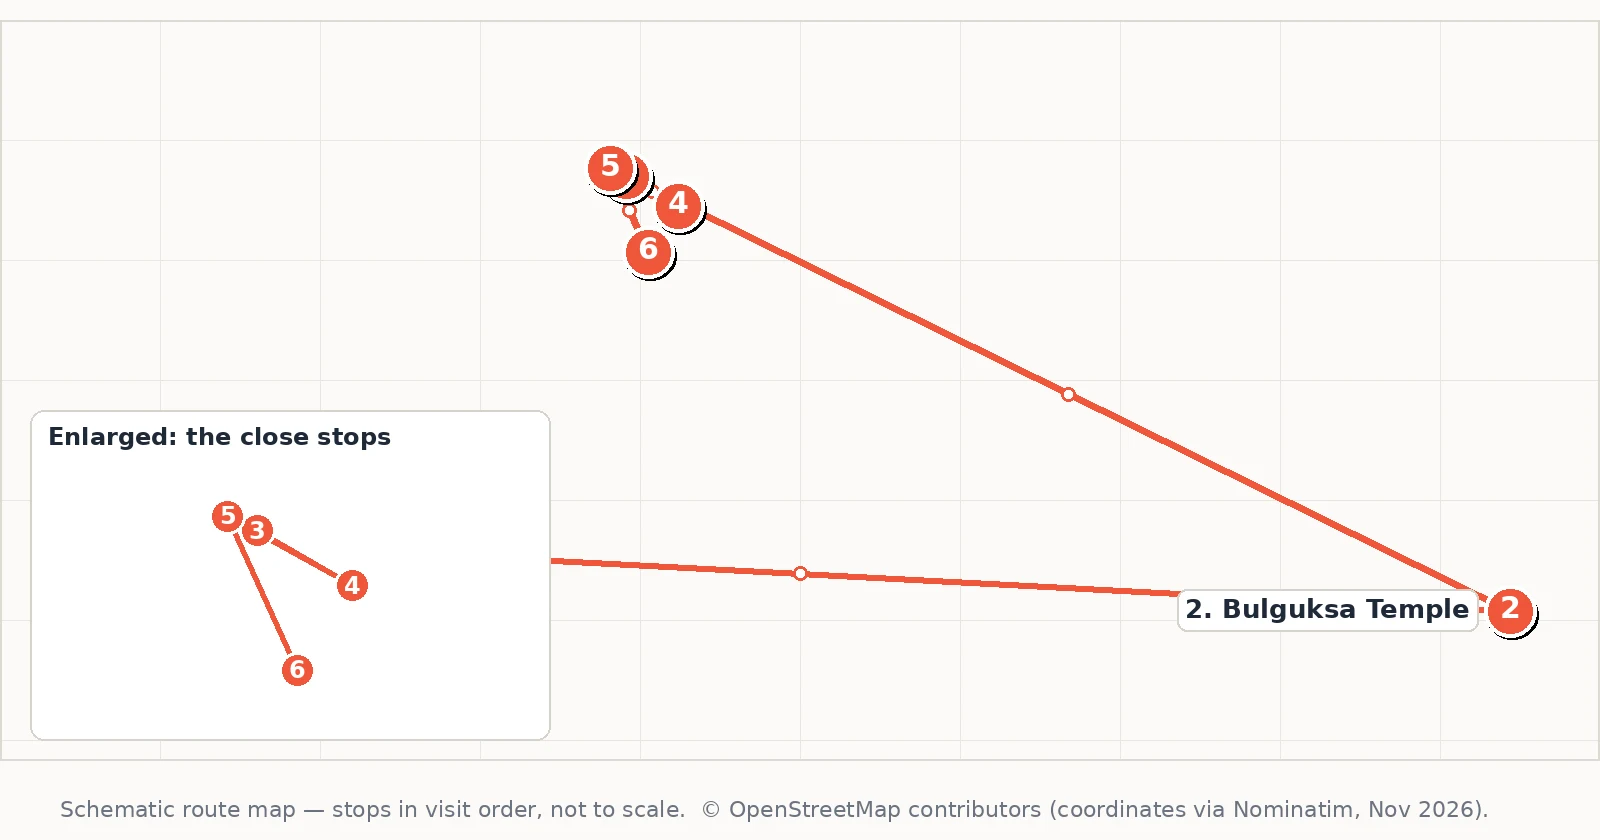 5
4
6
Enlarged: the close stops
5
3
4
6
2. Bulguksa Temple
2
Schematic route map — stops in visit order, not to scale.  © OpenStreetMap contributors (coordinates via Nominatim, Nov 2026).